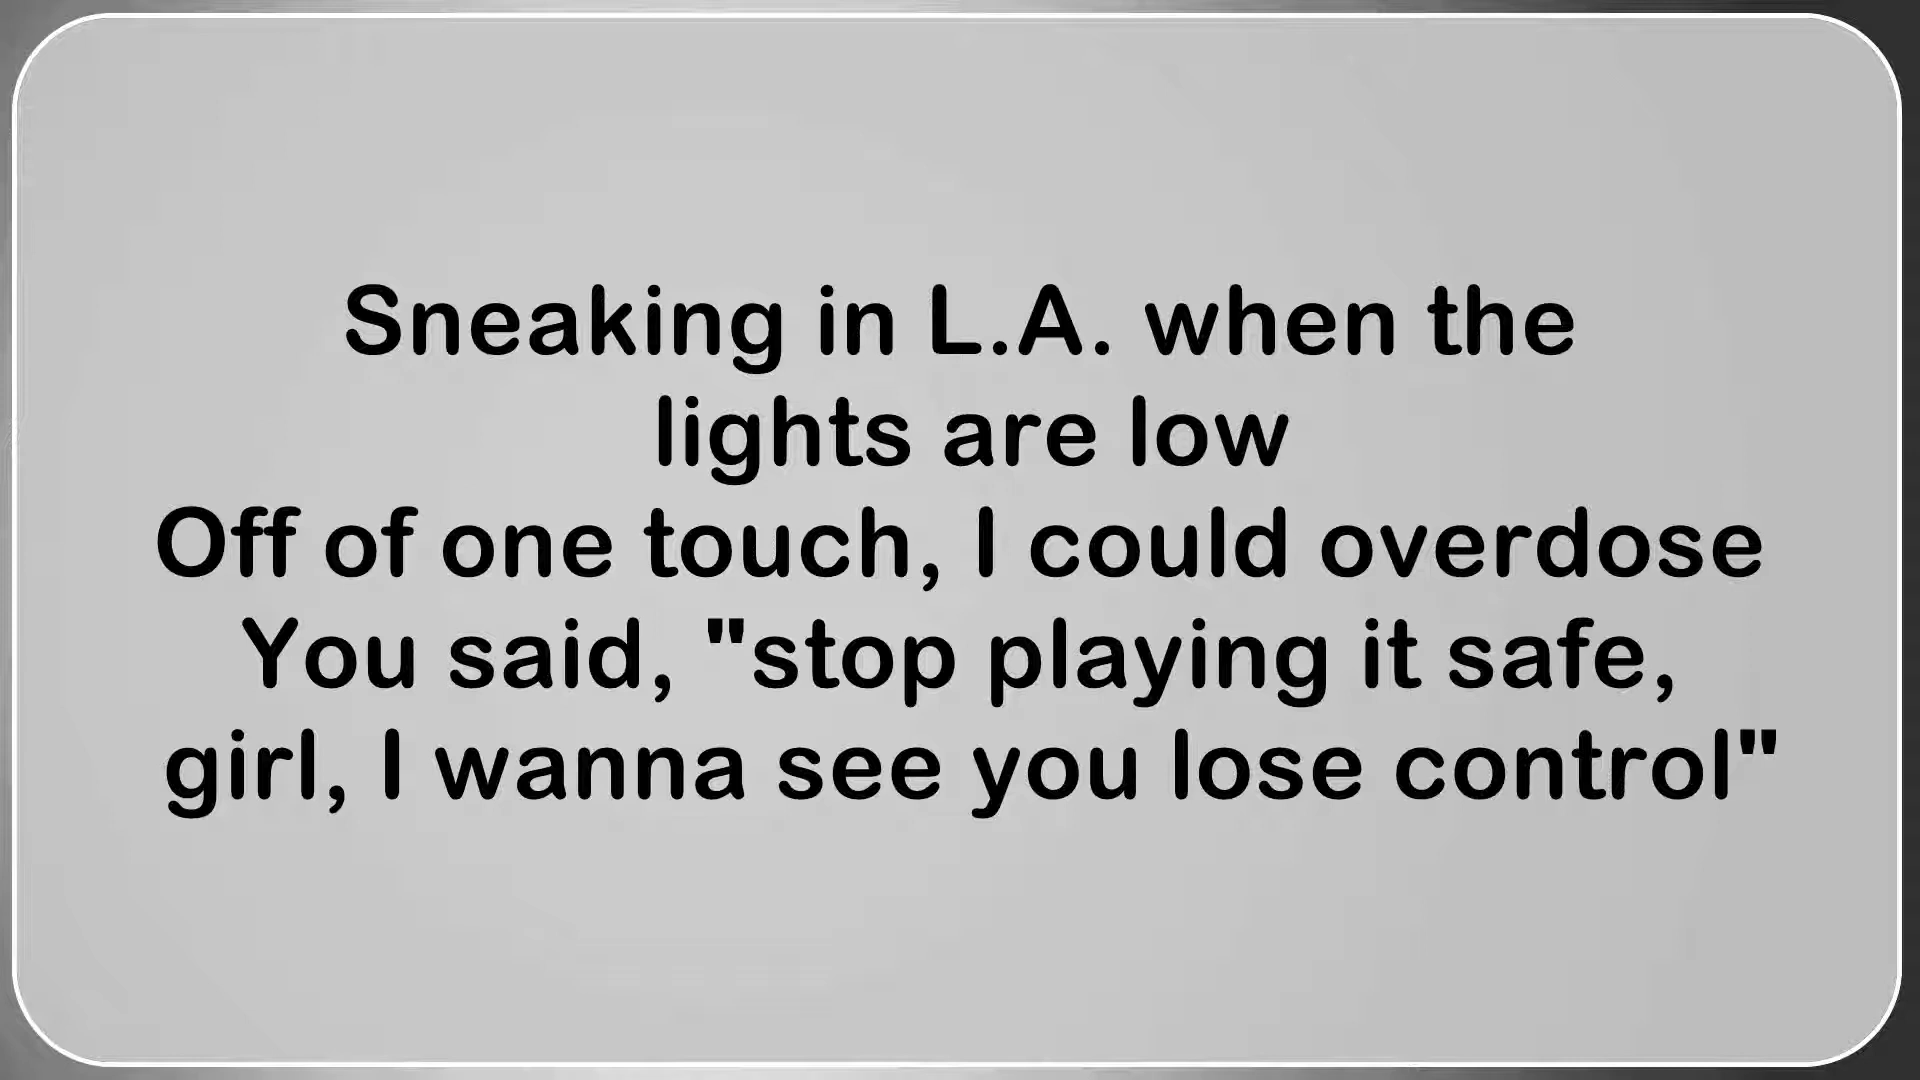 Sneaking in L.A. when the
lights are low
Off of one touch, I could overdose
You said, "stop playing it safe,
girl, I wanna see you lose control"